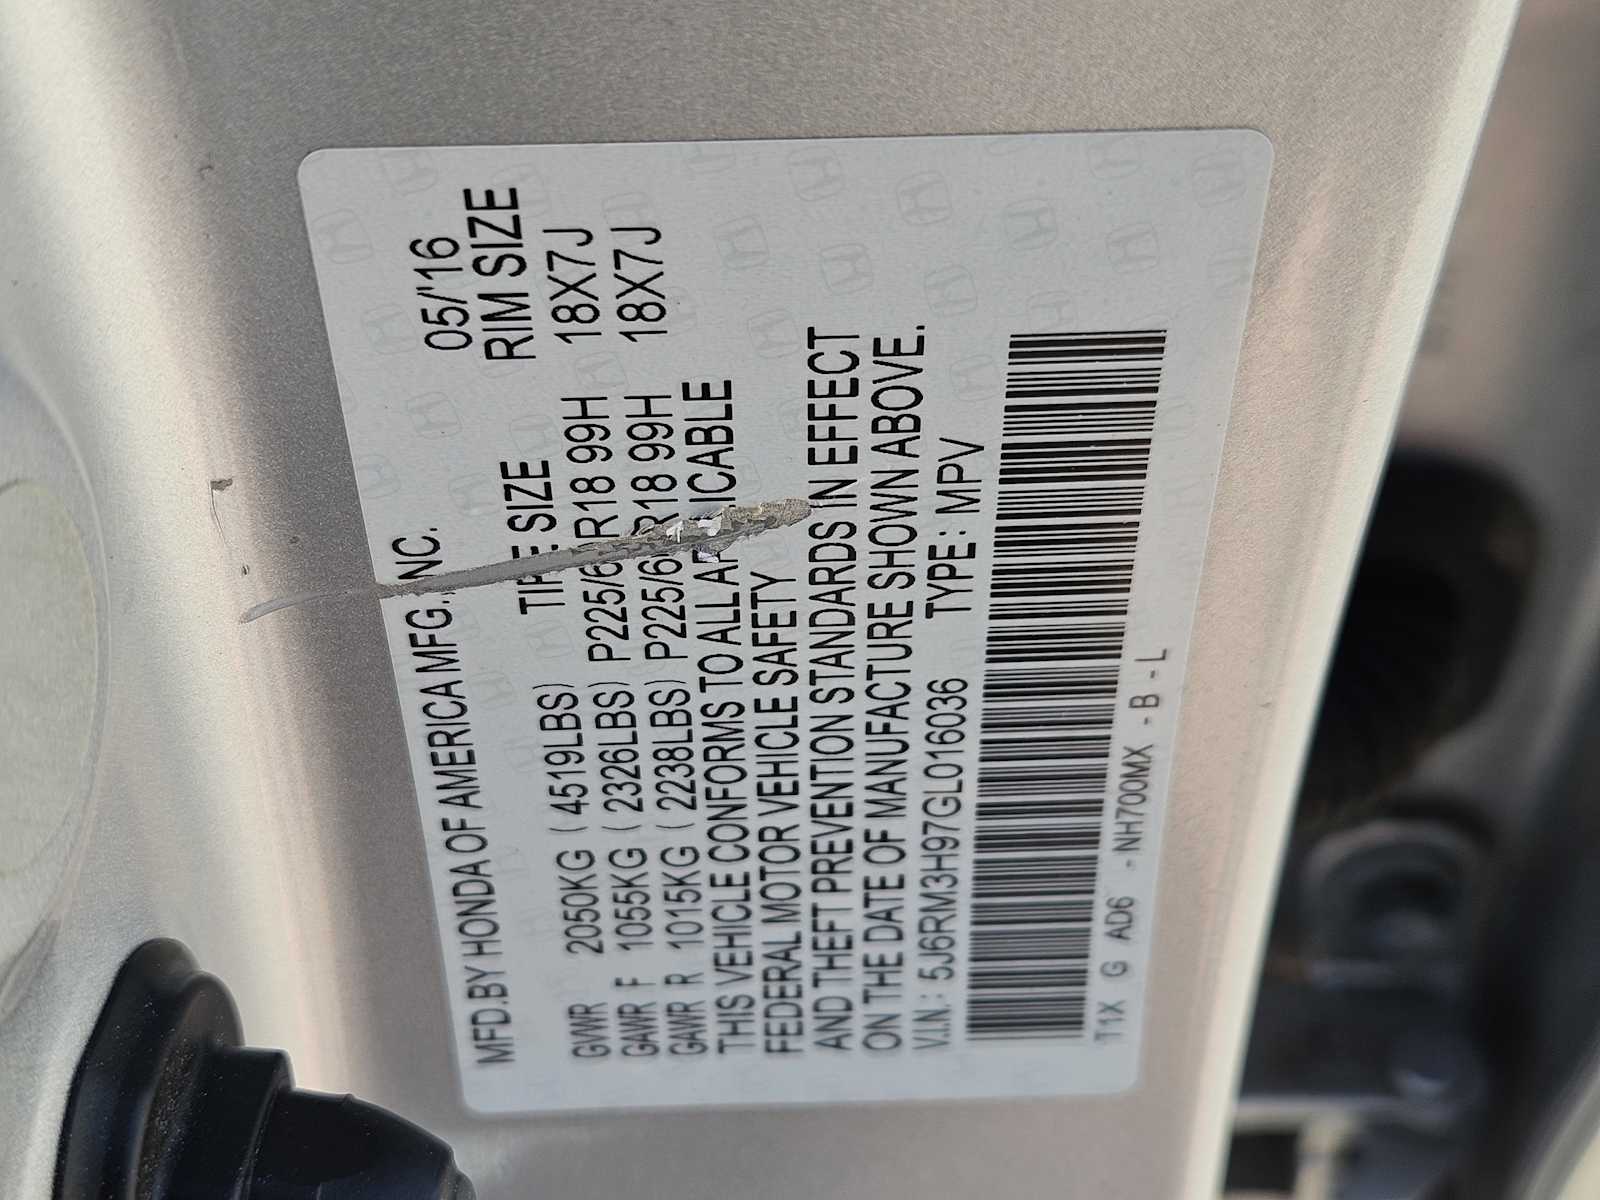 MFD. BY HONDA OF AMERICA MFG., INC. 05/'16
TIRE SIZE RIM SIZE
GVWR 2050KG ( 4519LBS)
GAWR F 1055KG ( 2326LBS) P225/6 R18 99H 18X7J
GAWR R 1015KG ( 2238LBS) P225/6 R18 99H 18X7J
THIS VEHICLE CONFORMS TO ALL APPLICABLE
FEDERAL MOTOR VEHICLE SAFETY
AND THEFT PREVENTION STANDARDS IN EFFECT
ON THE DATE OF MANUFACTURE SHOWN ABOVE.
V.I.N.: 5J6RM3H97GL016036 TYPE: MPV
T1X G AD6 - NH700MX - B - L